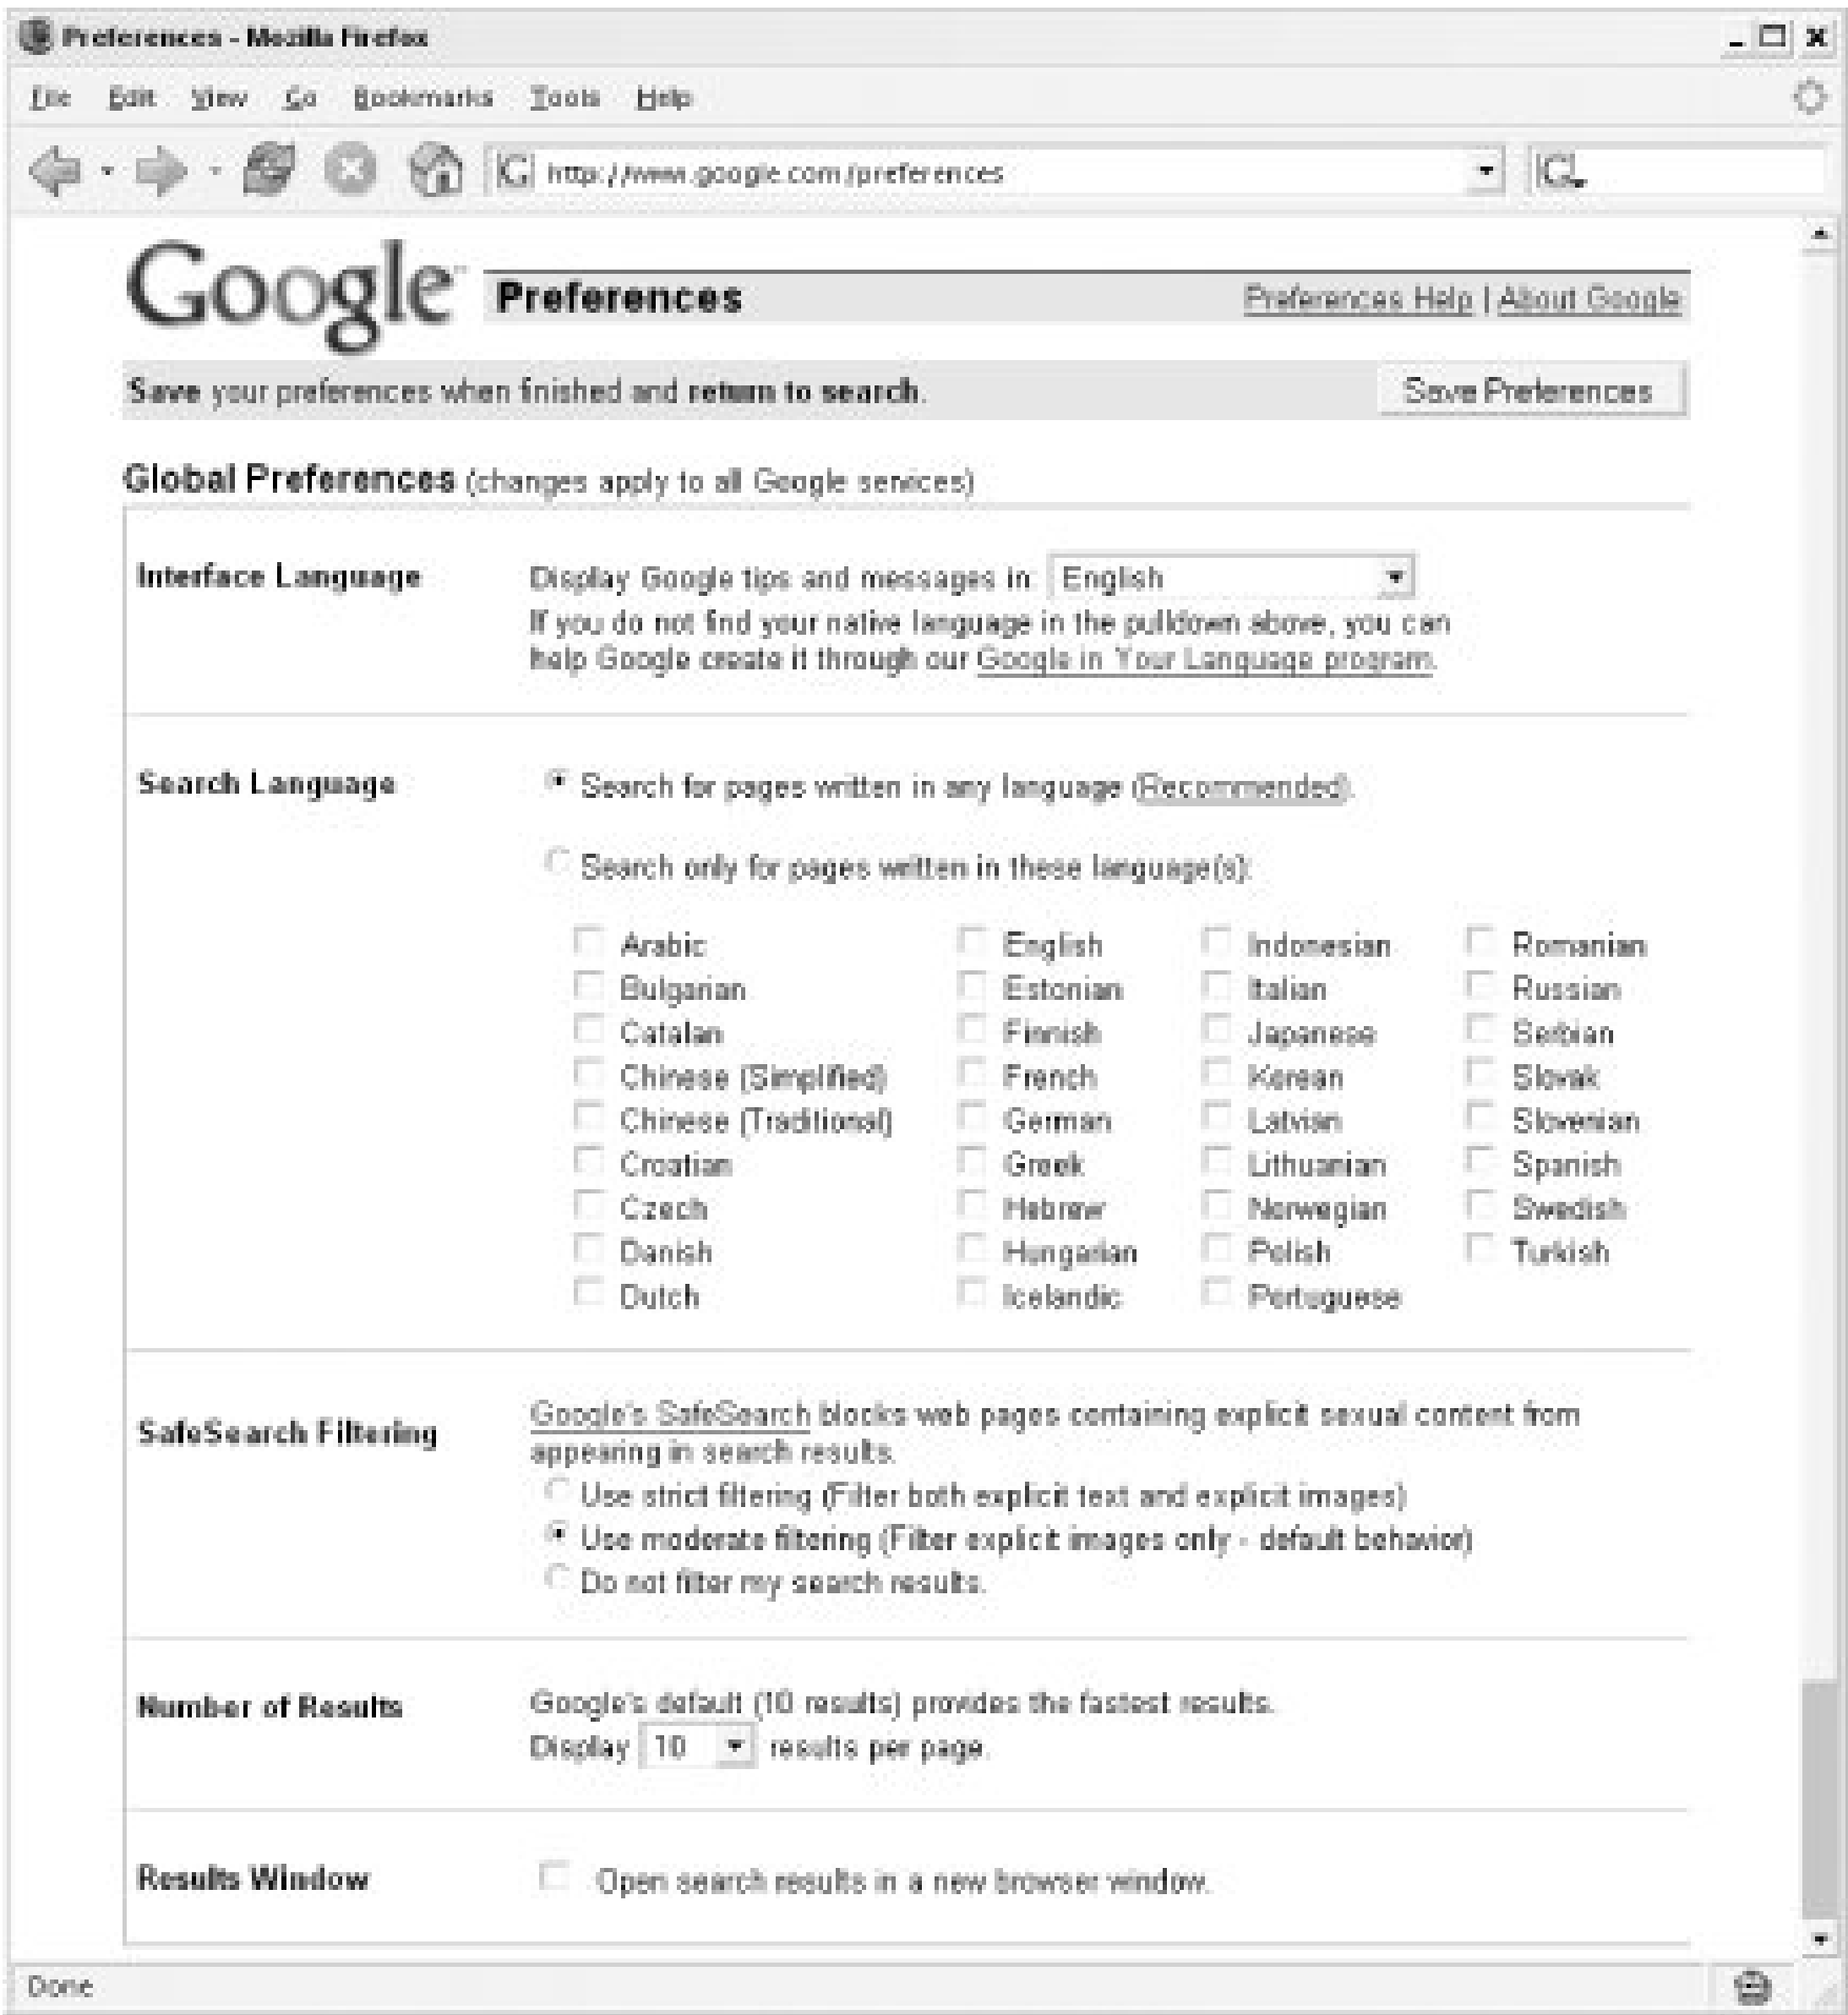 Preferences - Mozilla Firefox
File Edit View Go Bookmarks Tools Help
http://www.google.com/preferences
Google Preferences Preferences Help | About Google
Save your preferences when finished and return to search. Save Preferences
Global Preferences (changes apply to all Google services)
Interface Language Display Google tips and messages in: English
If you do not find your native language in the pulldown above, you can
help Google create it through our Google in Your Language program.
Search Language Search for pages written in any language (Recommended).
Search only for pages written in these language(s):
Arabic English Indonesian Romanian
Bulgarian Estonian Italian Russian
Catalan Finnish Japanese Serbian
Chinese (Simplified) French Korean Slovak
Chinese (Traditional) German Latvian Slovenian
Croatian Greek Lithuanian Spanish
Czech Hebrew Norwegian Swedish
Danish Hungarian Polish Turkish
Dutch Icelandic Portuguese
SafeSearch Filtering Google's SafeSearch blocks web pages containing explicit sexual content from
appearing in search results.
Use strict filtering (Filter both explicit text and explicit images)
Use moderate filtering (Filter explicit images only - default behavior)
Do not filter my search results.
Number of Results Google's default (10 results) provides the fastest results.
Display 10 results per page.
Results Window Open search results in a new browser window.
Done